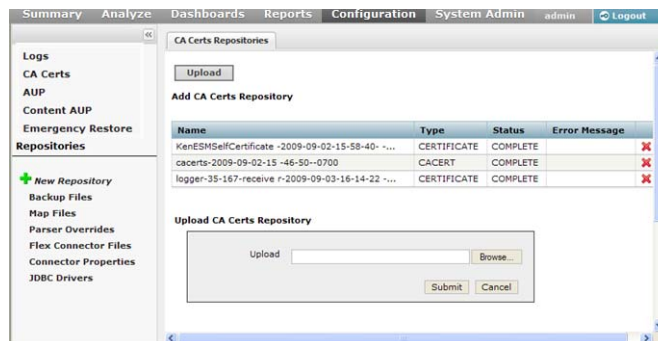 Summary Analyze Dashboards Reports Configuration System Admin admin Logout
CA Certs Repositories
Logs
CA Certs
AUP
Content AUP
Emergency Restore
Repositories
New Repository
Backup Files
Map Files
Parser Overrides
Flex Connector Files
Connector Properties
JDBC Drivers
Upload
Add CA Certs Repository
Name Type Status Error Message
KenESMSelfCertificate -2009-09-02-15-58-40- -... CERTIFICATE COMPLETE
cacerts-2009-09-02-15 -46-50--0700 CACERT COMPLETE
logger-35-167-receive r-2009-09-03-16-14-22 -... CERTIFICATE COMPLETE
Upload CA Certs Repository
Upload Browse...
Submit Cancel